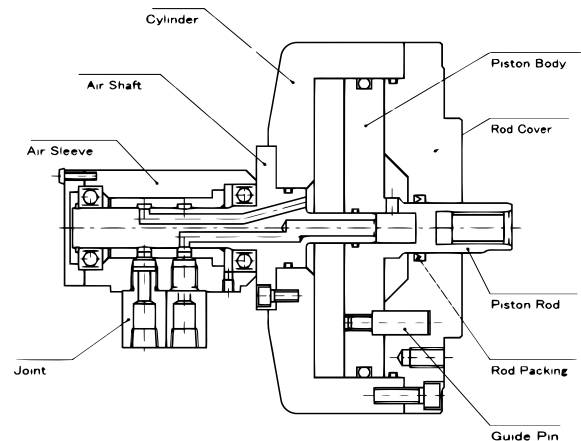 Cylinder
Piston Body
Air Shaft
Rod Cover
Air Sleeve
Piston Rod
Joint
Rod Packing
Guide Pin